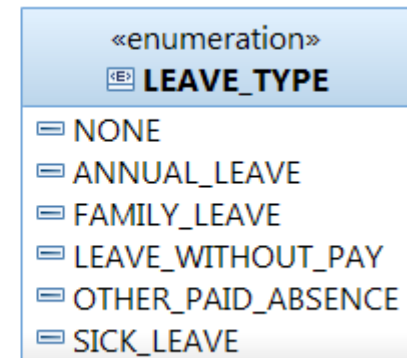 «enumeration»
LEAVE_TYPE
NONE
ANNUAL_LEAVE
FAMILY_LEAVE
LEAVE_WITHOUT_PAY
OTHER_PAID_ABSENCE
SICK_LEAVE